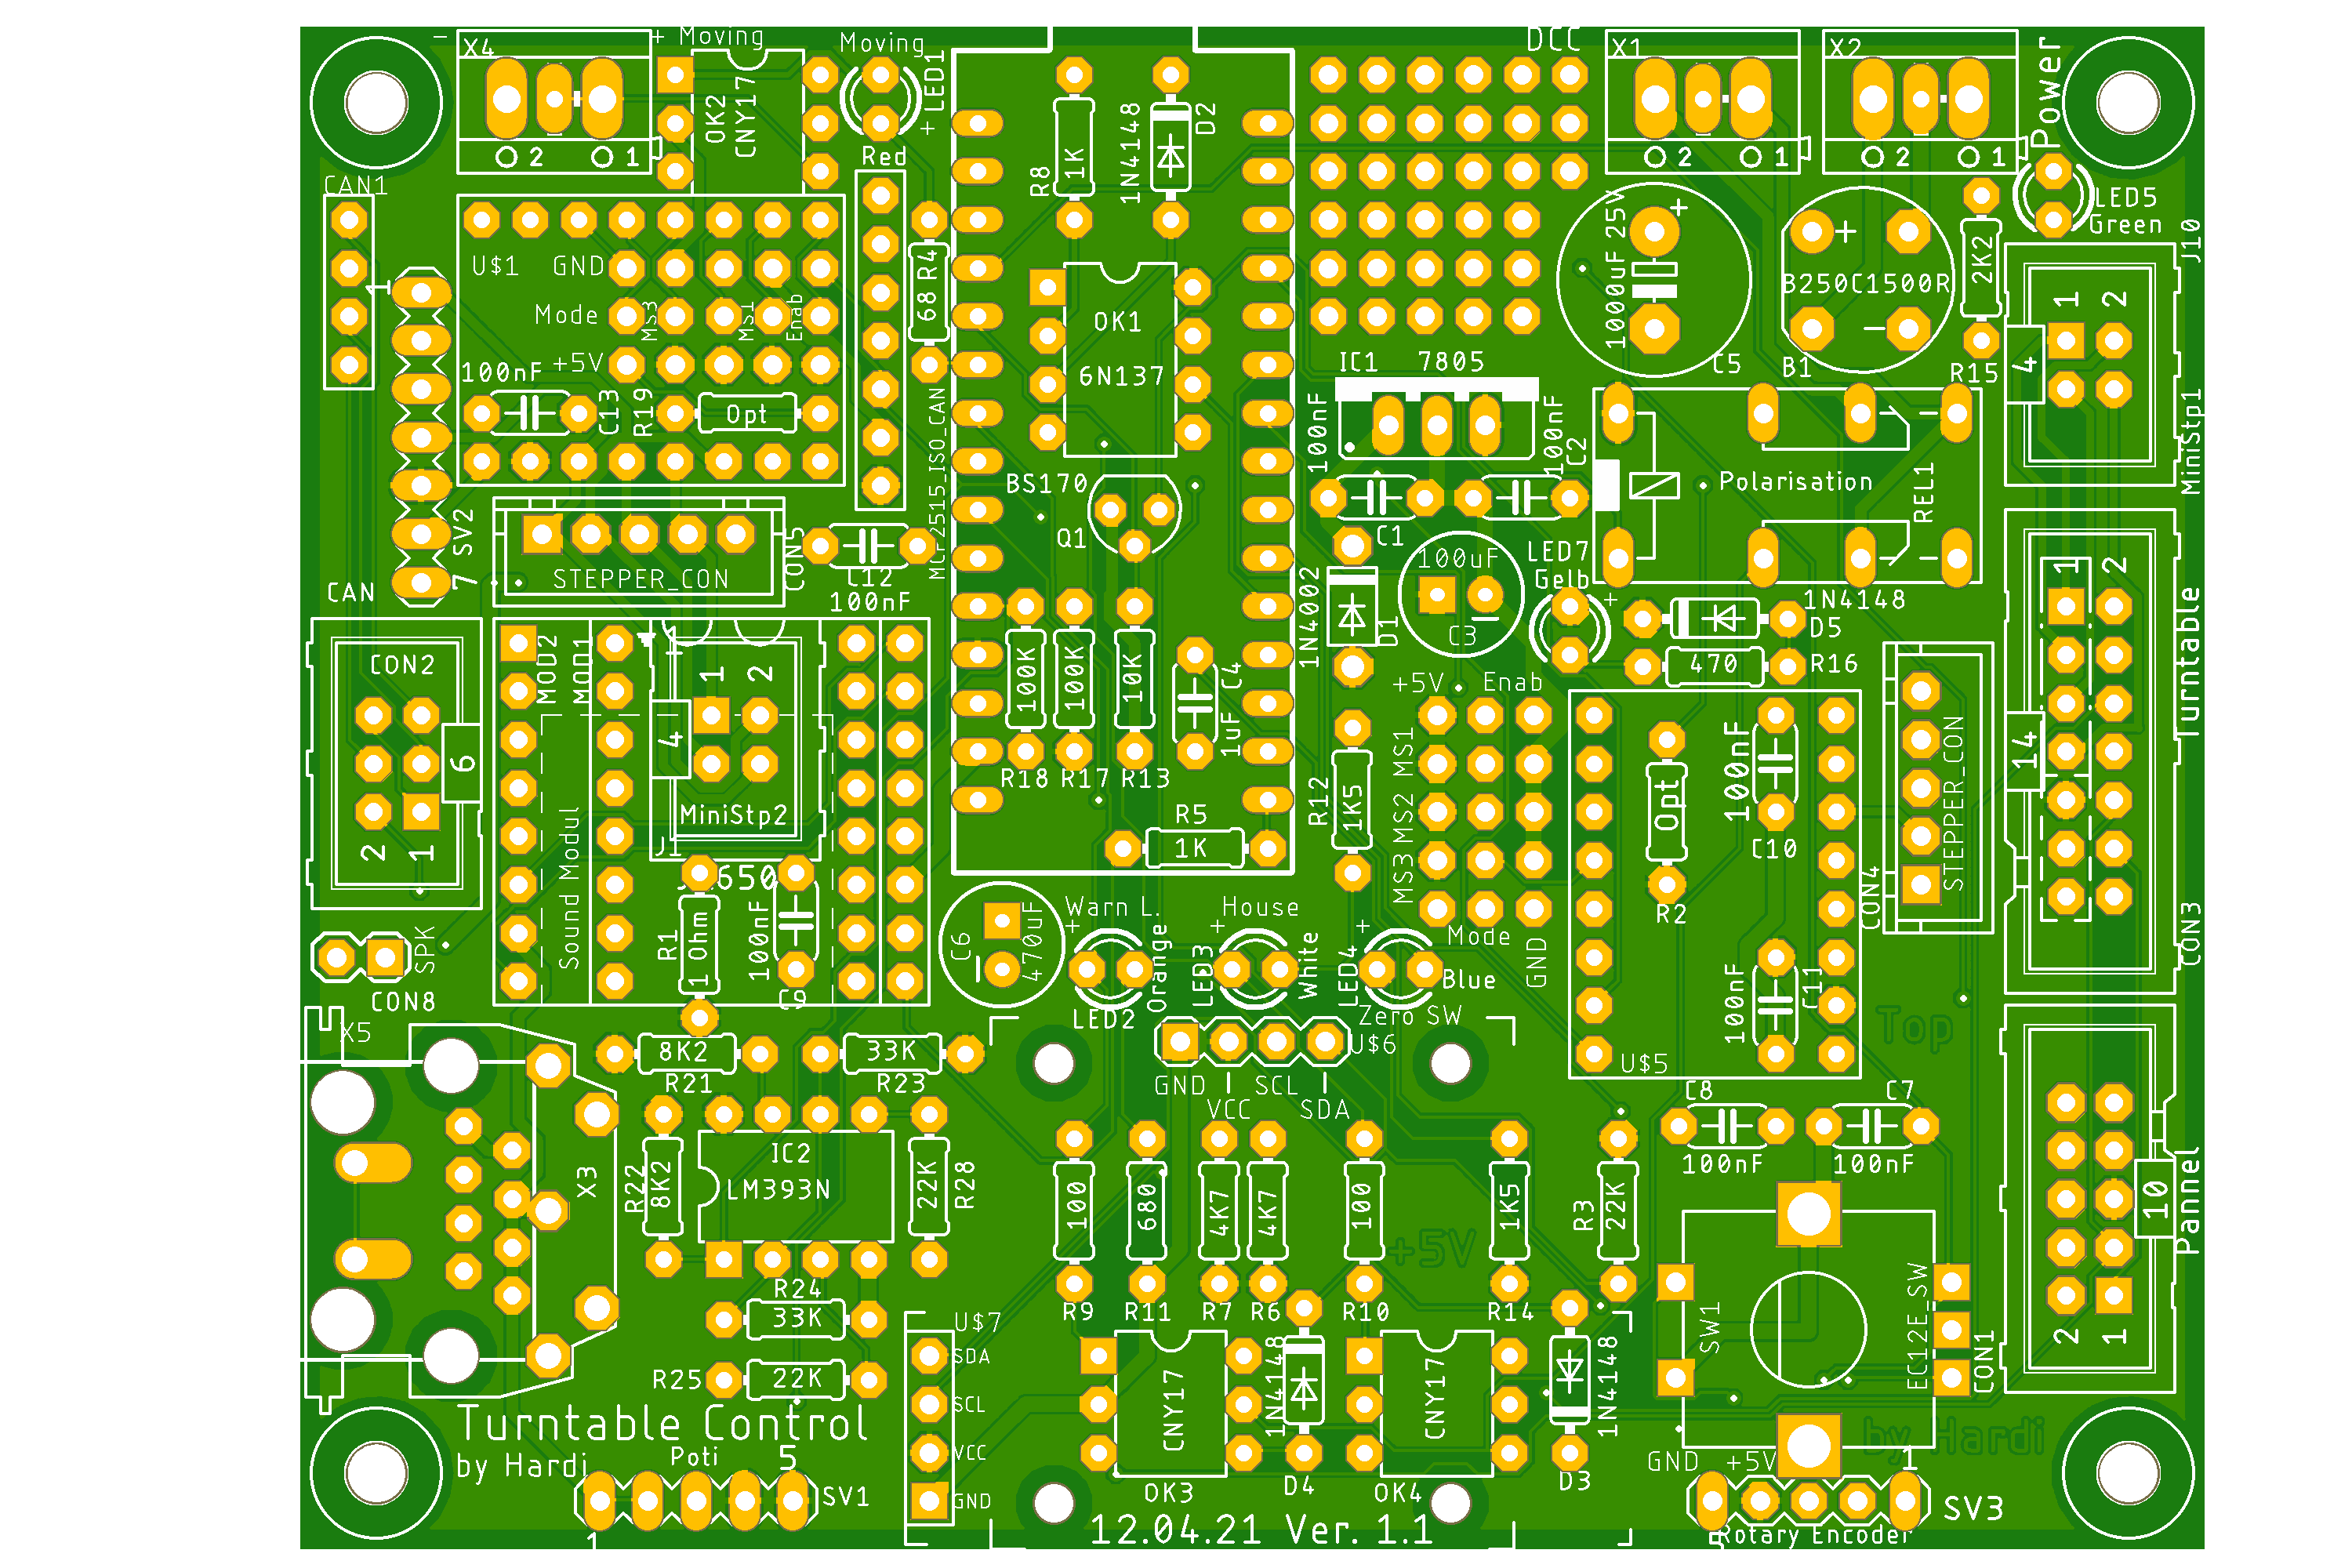 X4
- + Moving
2 1
OK2
CNY17
Moving
LED1
+
Red
R8
1K
1N4148
D2
DCC
X1
2 1
X2
2 1
Power
LED5
Green
CAN1
U$1 GND
Mode
MS3
MS1
Enab
+5V
100nF
C13
R19
Opt
1
7
SV2
CAN
68 R4
MCP2515_ISO_CAN
OK1
6N137
BS170
Q1
1000uF 25V
+
C5
+
B250C1500R
-
B1
2K2
R15
J10
1 2
4
MiniStp1
IC1 7805
100nF
C1
100nF
C2
Polarisation
REL1
STEPPER_CON
CON5
C12
100nF
1N4002
D1
100uF
C3
LED7
Gelb
+
1N4148
D5
470
R16
CON2
6
2 1
MOD2
MOD1
1 2
4
MiniStp2
J1
Sound Modul
R1
1 Ohm
100nF
C9
100K
100K
10K
C4
1uF
R18 R17 R13
R5
1K
R12
1K5
+5V Enab
MS1
MS2
MS3
Mode
GND
Opt
R2
100nF
C10
100nF
C11
U$5
CON4
STEPPER_CON
1 2
14
Turntable
CON3
SPK
CON8
C6
470uF
Warn L.
+
Orange
LED2
House
+
LED3
White
+
LED4
Blue
Zero SW
U$6
GND SCL
VCC SDA
Top
X5
X3
8K2
R21
33K
R23
R22
8K2
IC2
LM393N
22K
R28
R24
33K
R25
22K
100
680
4K7
4K7
100
1K5
R3
22K
R9 R11 R7 R6 R10 R14
+5V
C8
100nF
C7
100nF
SW1
EC12E_SW
CON1
10
2 1
Pannel
U$7
SDA
SCL
VCC
GND
CNY17
OK3
1N4148
D4
CNY17
OK4
1N4148
D3
Turntable Control
by Hardi
Poti
5
1
SV1
12.04.21 Ver. 1.1
by Hardi
GND +5V
1
SV3
Rotary Encoder